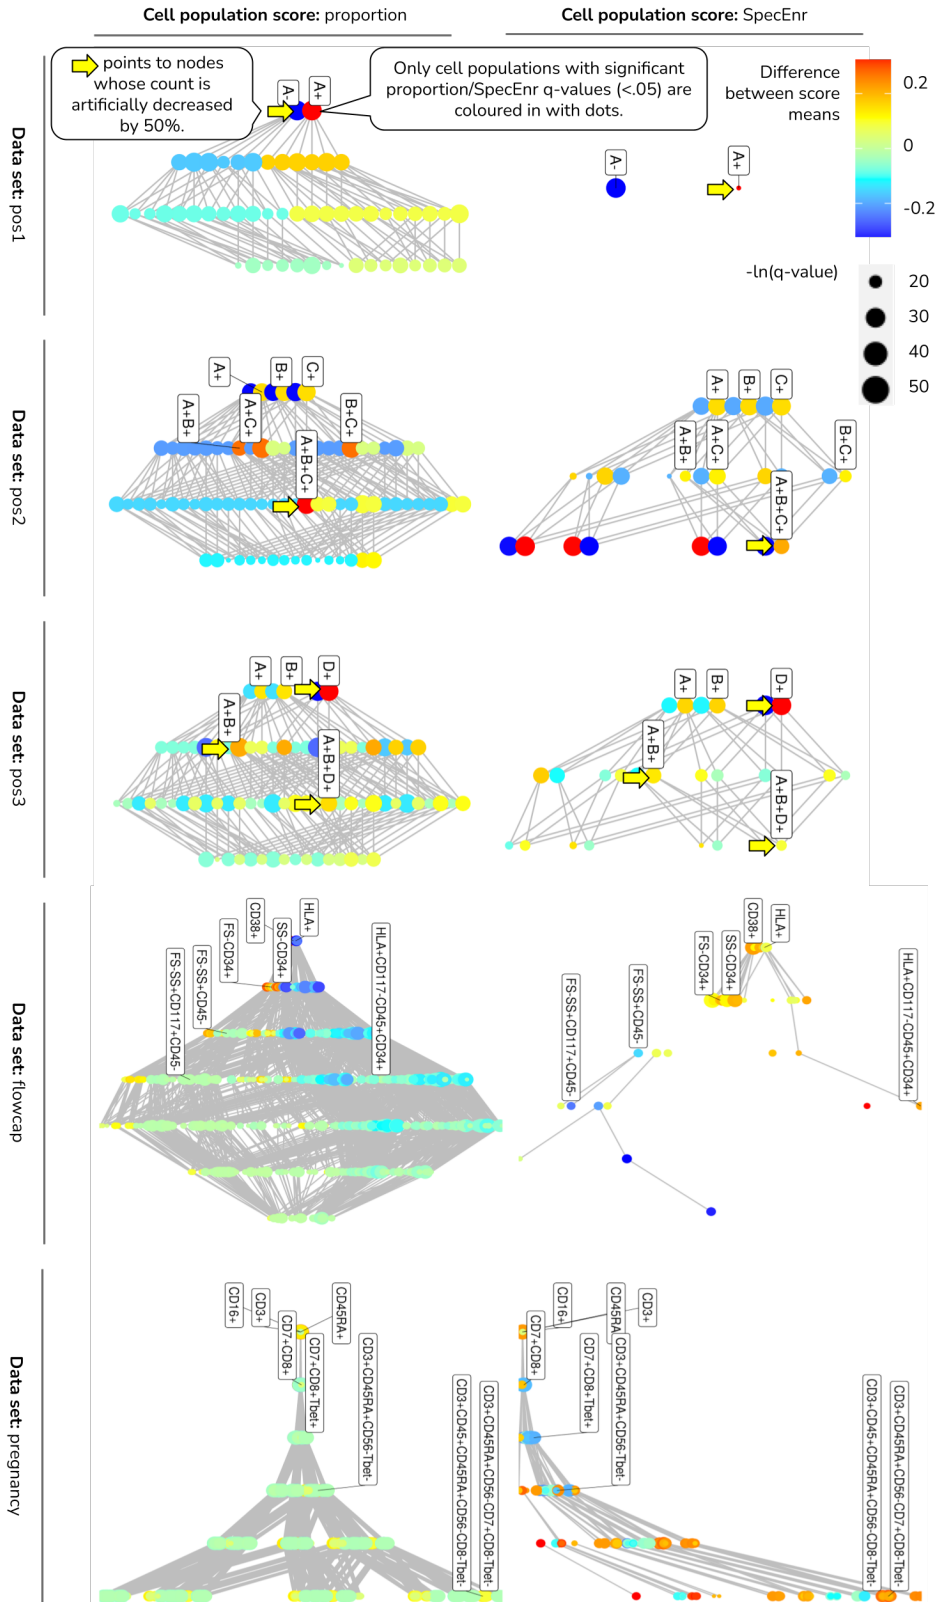 Cell population score: proportion
Cell population score: SpecEnr
points to nodes
whose count is
artificially decreased
by 50%.
Only cell populations with significant
proportion/SpecEnr q-values (<.05) are
coloured in with dots.
Difference
between score
means
0.2
0
-0.2
-ln(q-value)
20
30
40
50
Data set: pos1
A-
A+
A-
A+
Data set: pos2
A+
B+
C+
A+B+
A+C+
B+C+
A+B+C+
A+
B+
C+
A+B+
A+C+
B+C+
A+B+C+
Data set: pos3
A+
B+
D+
A+B+
A+B+D+
A+
B+
D+
A+B+
A+B+D+
Data set: flowcap
HLA+
CD38+
SS-CD34+
FS-CD34+
FS-SS+CD45-
FS-SS+CD117+CD45-
HLA+CD117-CD45+CD34+
CD38+
HLA+
SS-CD34+
FS-CD34+
FS-SS+CD45-
FS-SS+CD117+CD45-
HLA+CD117-CD45+CD34+
Data set: pregnancy
CD16+
CD3+
CD45RA+
CD7+CD8+
CD7+CD8+Tbet+
CD3+CD45RA+CD56-Tbet-
CD3+CD45+CD45RA+CD56-CD8-Tbet-
CD3+CD45RA+CD56-CD7+CD8-Tbet-
CD16+
CD45RA+
CD3+
CD7+CD8+
CD7+CD8+Tbet+
CD3+CD45RA+CD56-Tbet-
CD3+CD45+CD45RA+CD56-CD8-Tbet-
CD3+CD45RA+CD56-CD7+CD8-Tbet-